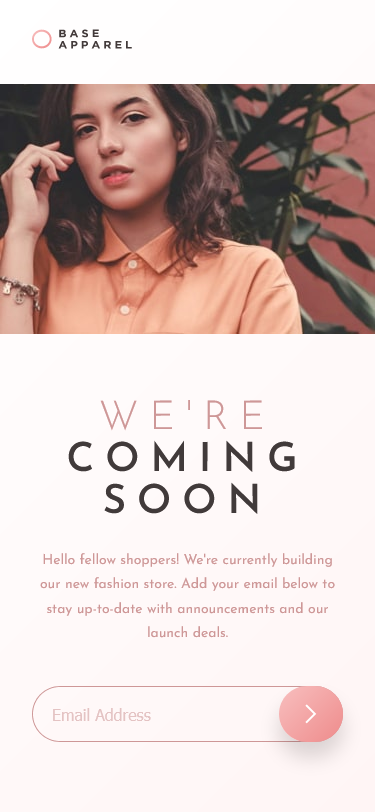 BASE
APPAREL
WE'RE
COMING
SOON
Hello fellow shoppers! We're currently building
our new fashion store. Add your email below to
stay up-to-date with announcements and our
launch deals.
Email Address